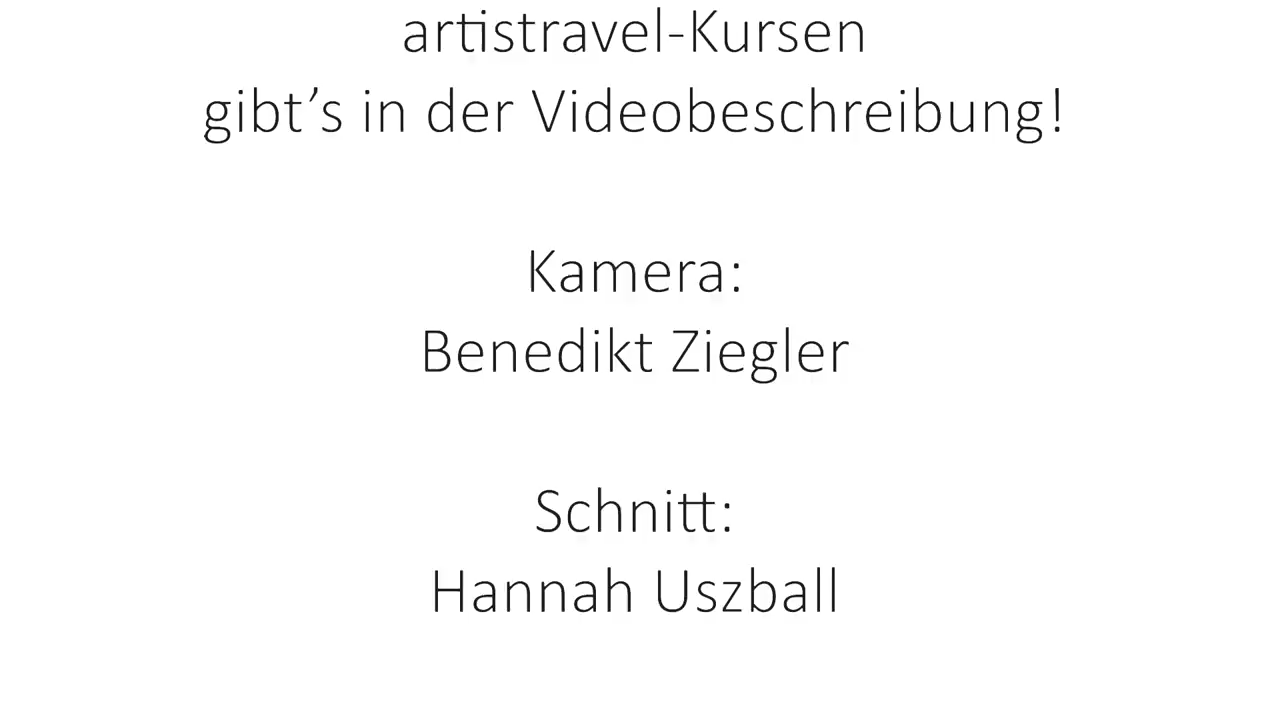 artistravel-Kursen
gibt’s in der Videobeschreibung!
Kamera:
Benedikt Ziegler
Schnitt:
Hannah Uszball